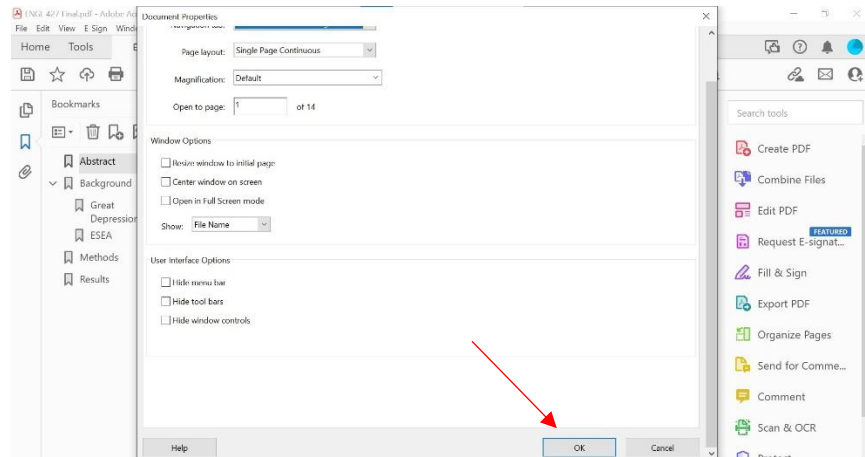 ENGL 427 Final.pdf - Adobe Ac
Document Properties
File Edit View E Sign Wind
Home Tools E
Page layout: Single Page Continuous
Magnification: Default
Open to page: 1 of 14
Window Options
Resize window to initial page
Center window on screen
Open in Full Screen mode
Show: File Name
User Interface Options
Hide menu bar
Hide tool bars
Hide window controls
Help
OK
Cancel
Bookmarks
Abstract
Background
Great
Depression
ESEA
Methods
Results
Search tools
Create PDF
Combine Files
Edit PDF
FEATURED
Request E-signat...
Fill & Sign
Export PDF
Organize Pages
Send for Comme...
Comment
Scan & OCR